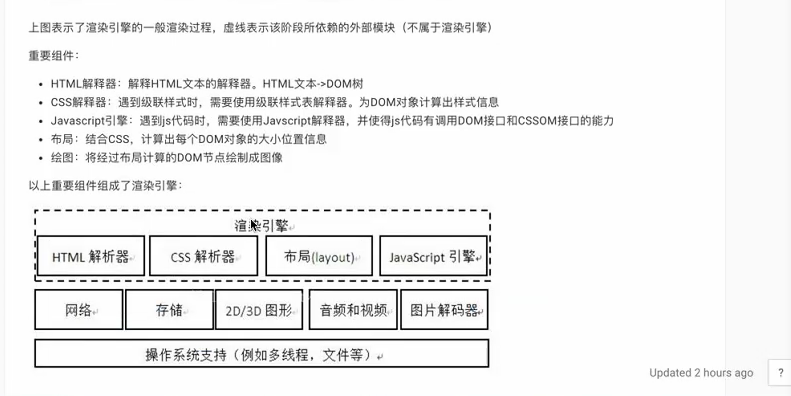 上图表示了渲染引擎的一般渲染过程，虚线表示该阶段所依赖的外部模块（不属于渲染引擎）
重要组件：
HTML解释器：解释HTML文本的解释器。HTML文本->DOM树
CSS解释器：遇到级联样式时，需要使用级联样式表解释器。为DOM对象计算出样式信息
Javascript引擎：遇到js代码时，需要使用Javscript解释器，并使得js代码有调用DOM接口和CSSOM接口的能力
布局：结合CSS，计算出每个DOM对象的大小位置信息
绘图：将经过布局计算的DOM节点绘制成图像
以上重要组件组成了渲染引擎：
渲染引擎
HTML 解析器 CSS 解析器 布局(layout) JavaScript 引擎
网络 存储 2D/3D 图形 音频和视频 图片解码器
操作系统支持（例如多线程，文件等）
Updated 2 hours ago ?